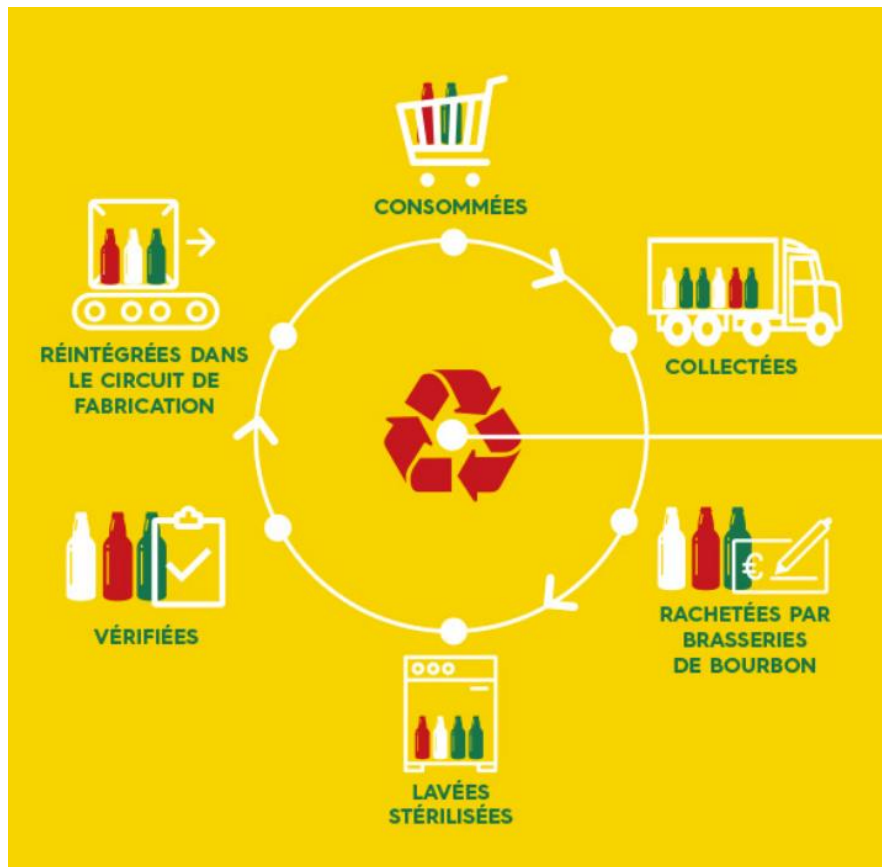 CONSOMMÉES
COLLECTÉES
€
RACHETÉES PAR
BRASSERIES
DE BOURBON
LAVÉES
STÉRILISÉES
VÉRIFIÉES
RÉINTÉGRÉES DANS
LE CIRCUIT DE
FABRICATION